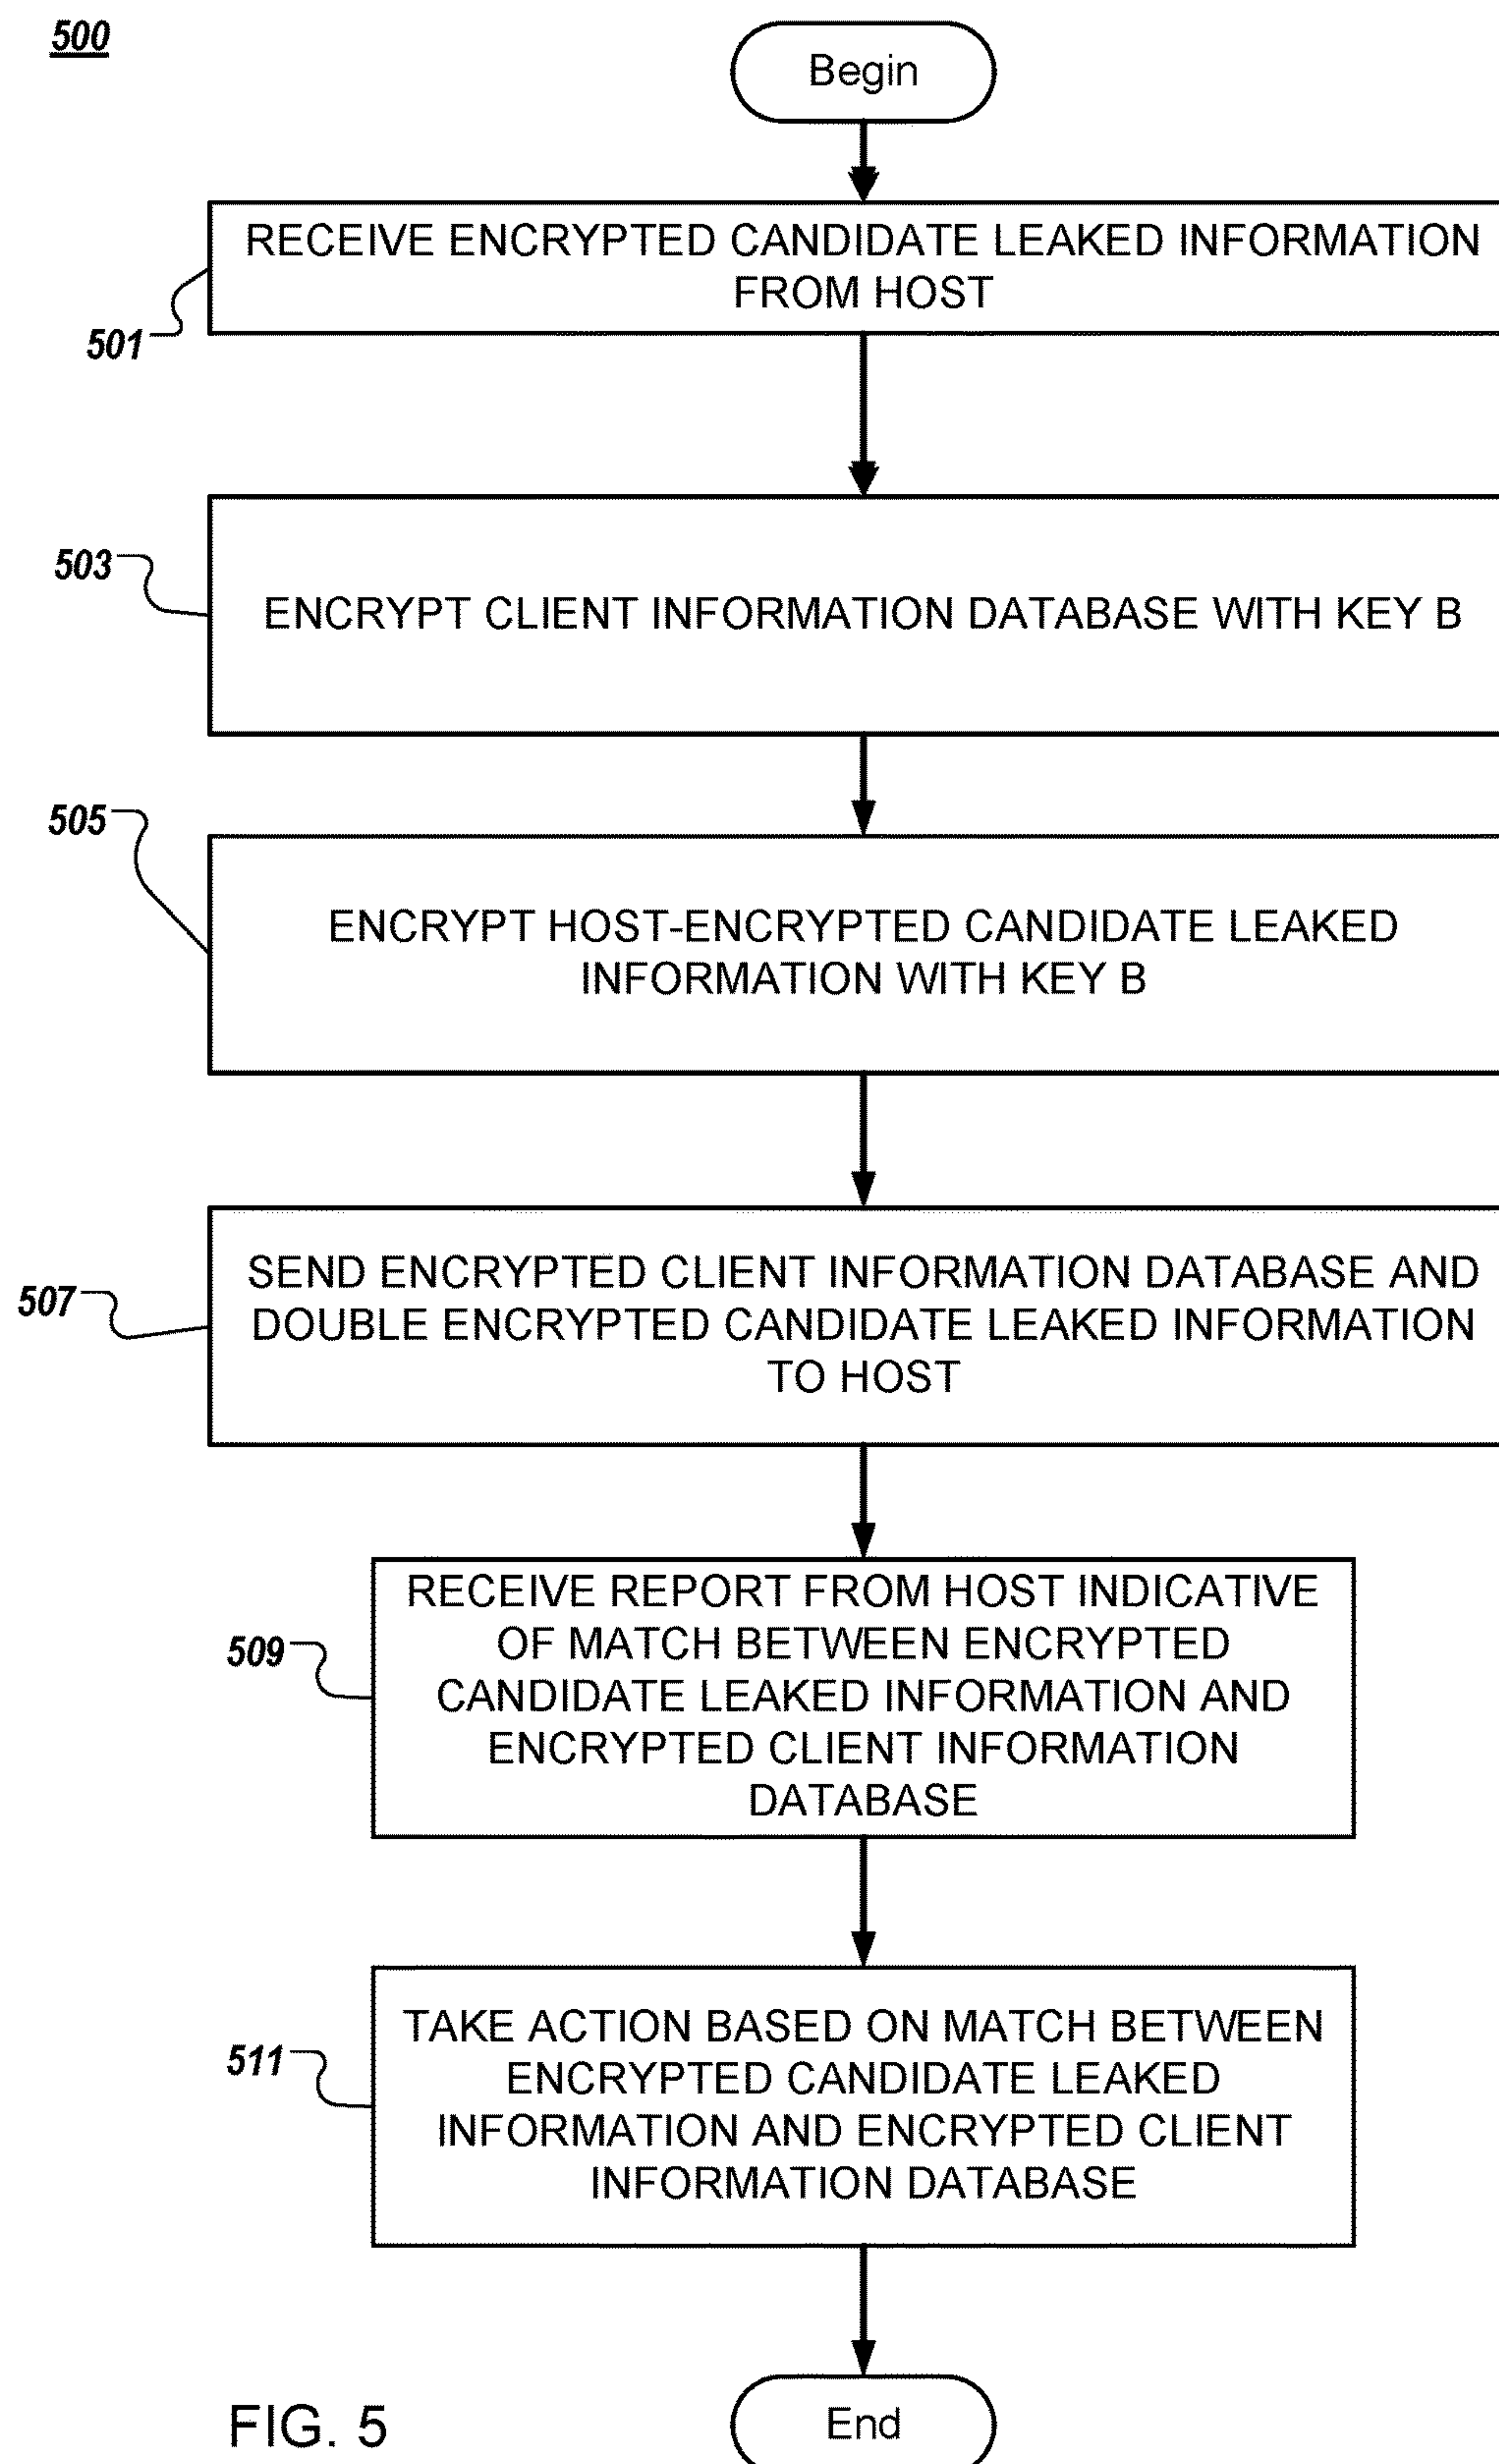 500
Begin
RECEIVE ENCRYPTED CANDIDATE LEAKED INFORMATION
FROM HOST
501
503
ENCRYPT CLIENT INFORMATION DATABASE WITH KEY B
505
ENCRYPT HOST-ENCRYPTED CANDIDATE LEAKED
INFORMATION WITH KEY B
507
SEND ENCRYPTED CLIENT INFORMATION DATABASE AND
DOUBLE ENCRYPTED CANDIDATE LEAKED INFORMATION
TO HOST
509
RECEIVE REPORT FROM HOST INDICATIVE
OF MATCH BETWEEN ENCRYPTED
CANDIDATE LEAKED INFORMATION AND
ENCRYPTED CLIENT INFORMATION
DATABASE
511
TAKE ACTION BASED ON MATCH BETWEEN
ENCRYPTED CANDIDATE LEAKED
INFORMATION AND ENCRYPTED CLIENT
INFORMATION DATABASE
End
FIG. 5